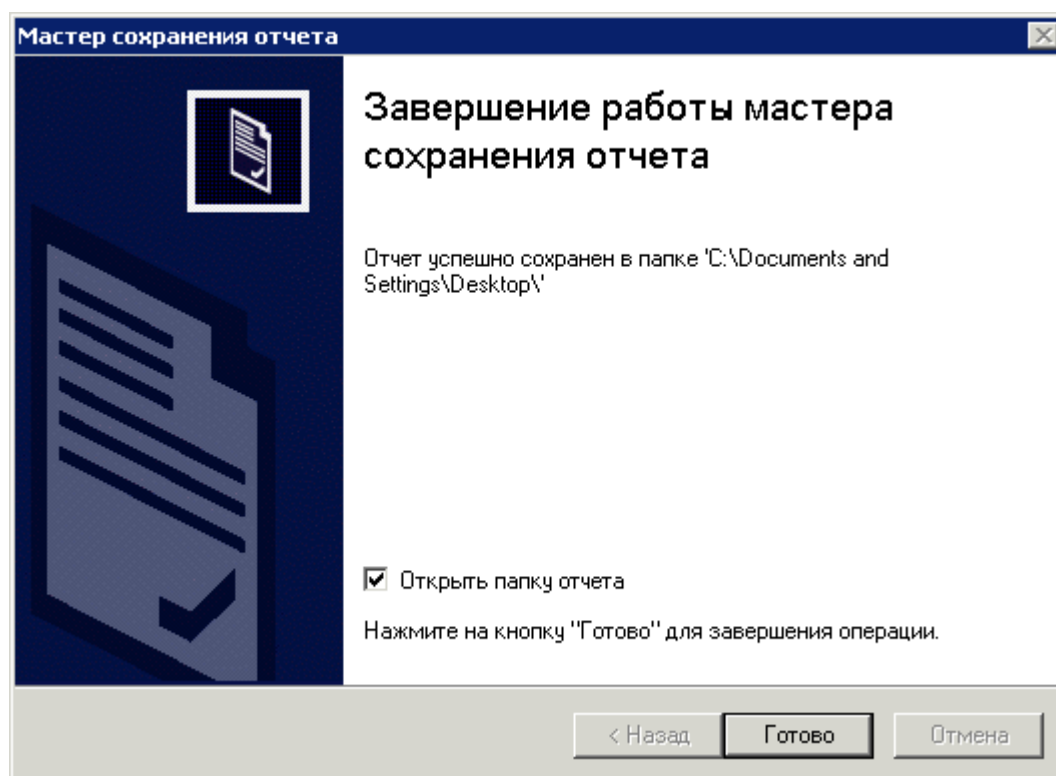 Мастер сохранения отчета
Завершение работы мастера
сохранения отчета
Отчет успешно сохранен в папке 'C:\Documents and
Settings\Desktop\'
Открыть папку отчета
Нажмите на кнопку "Готово" для завершения операции.
< Назад
Готово
Отмена